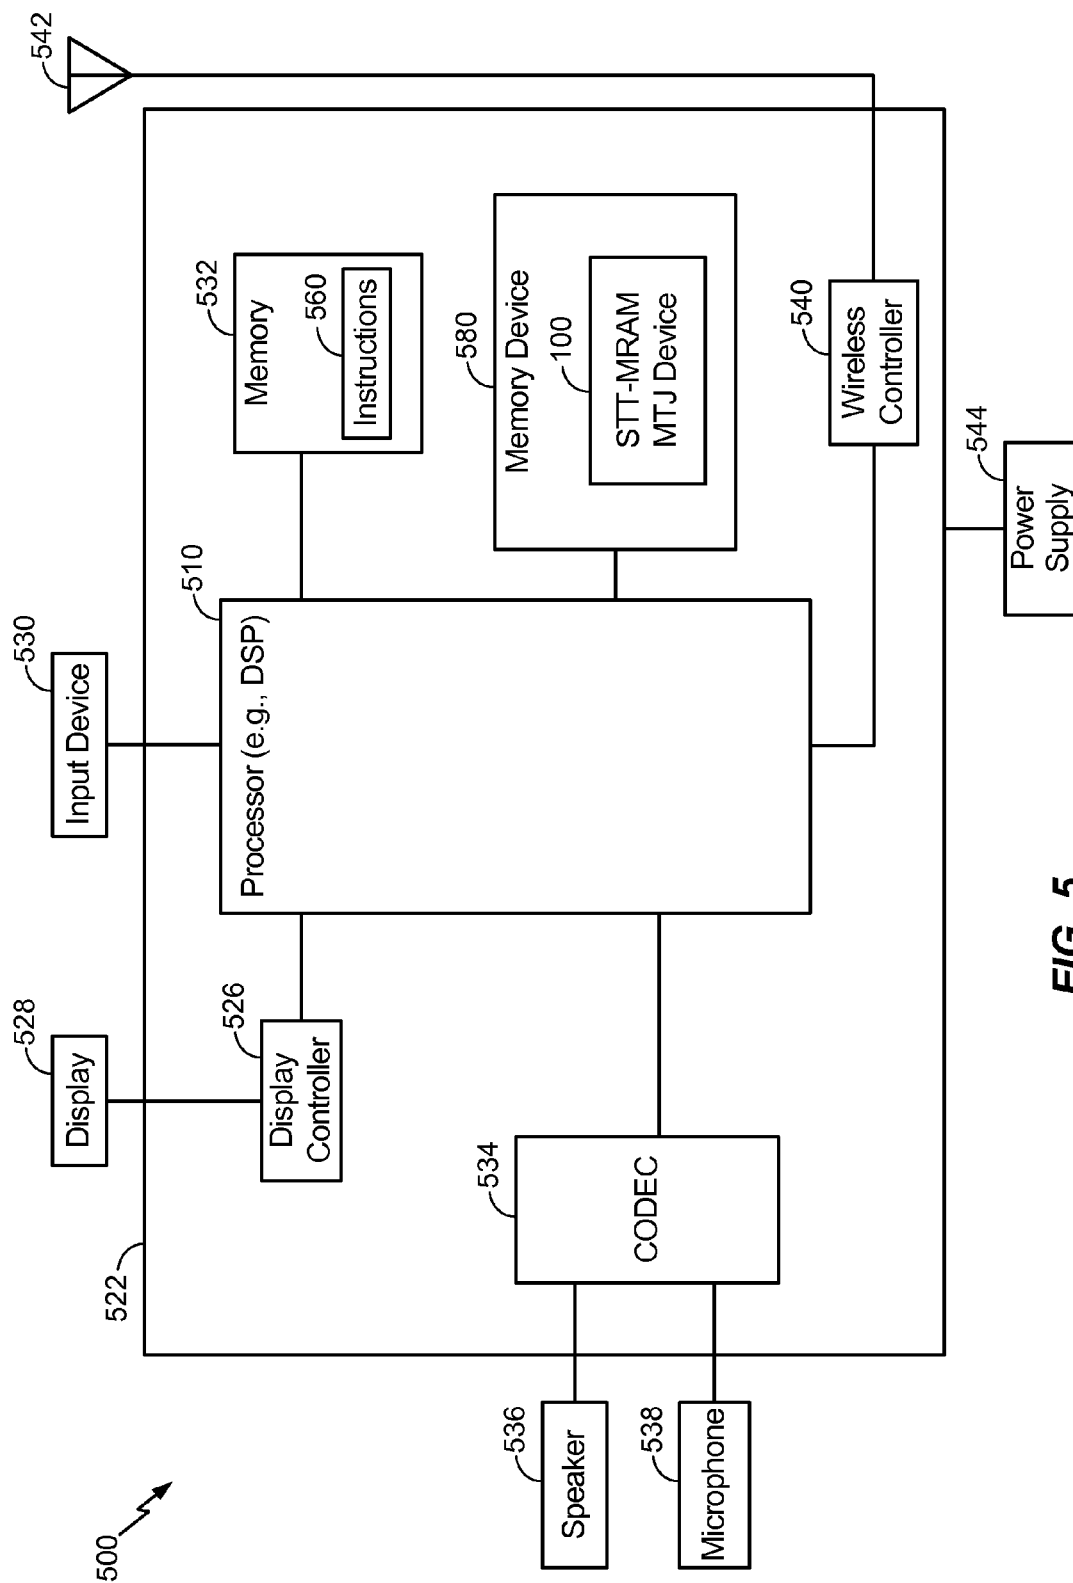 500
542
528
530
Display
Input Device
522
526
510
532
Display
Controller
Processor (e.g., DSP)
Memory
560
Instructions
534
CODEC
580
Memory Device
100
STT-MRAM
MTJ Device
536
Speaker
538
Microphone
540
Wireless
Controller
544
Power
Supply
FIG. 5